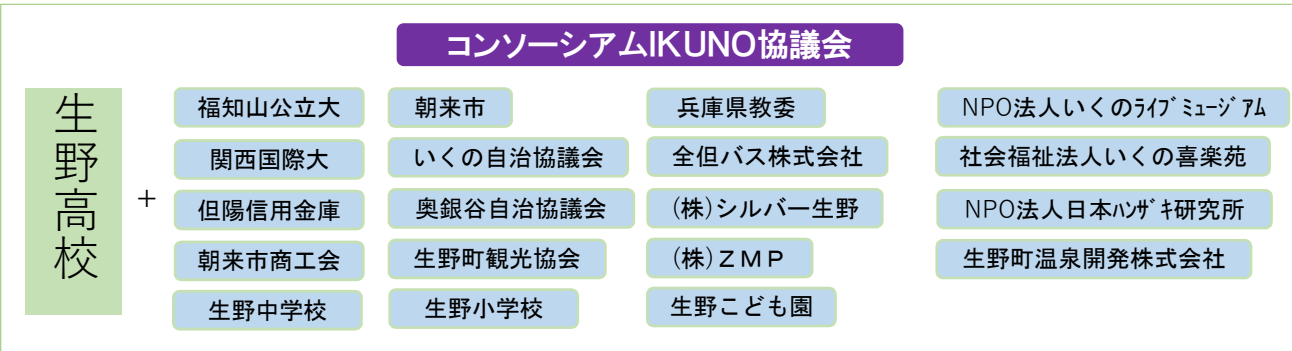 コンソーシアムIKUNO協議会
生野高校
+
福知山公立大
関西国際大
但陽信用金庫
朝来市商工会
生野中学校
朝来市
いくの自治協議会
奥銀谷自治協議会
生野町観光協会
生野小学校
兵庫県教委
全但バス株式会社
(株)シルバー生野
(株)ＺＭＰ
生野こども園
NPO法人いくのﾗｲﾌﾞﾐｭｰｼﾞｱﾑ
社会福祉法人いくの喜楽苑
NPO法人日本ﾊﾝｻﾞｷ研究所
生野町温泉開発株式会社